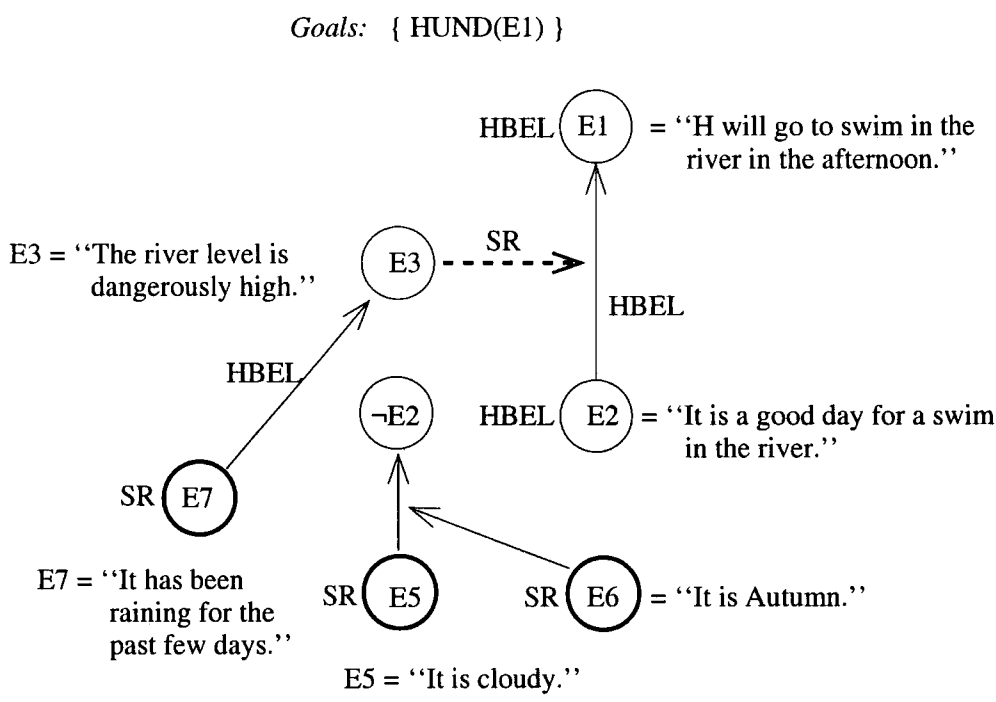 Goals: { HUND(E1) }
HBEL E1 = ‘‘H will go to swim in the
river in the afternoon.’’
E3 = ‘‘The river level is
dangerously high.’’
E3
SR
HBEL
HBEL
¬E2
HBEL E2 = ‘‘It is a good day for a swim
in the river.’’
SR E7
E7 = ‘‘It has been
raining for the
past few days.’’
SR E5
SR E6 = ‘‘It is Autumn.’’
E5 = ‘‘It is cloudy.’’